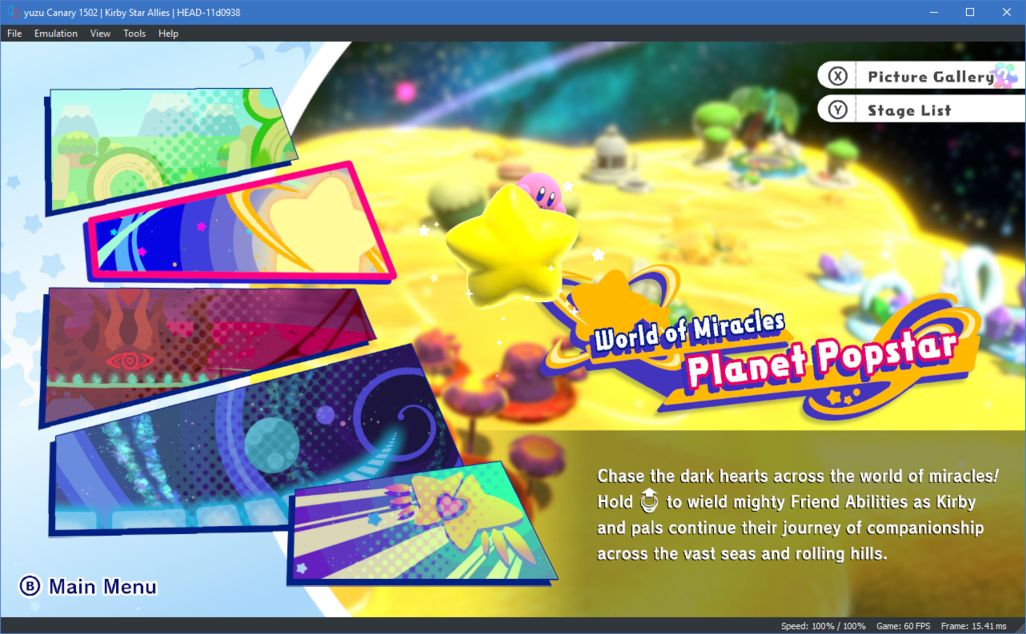 yuzu Canary 1502 | Kirby Star Allies | HEAD-11d0938
File Emulation View Tools Help
X Picture Gallery
Y Stage List
World of Miracles
Planet Popstar
Chase the dark hearts across the world of miracles!
Hold to wield mighty Friend Abilities as Kirby
and pals continue their journey of companionship
across the vast seas and rolling hills.
B Main Menu
Speed: 100% / 100% Game: 60 FPS Frame: 15.41 ms